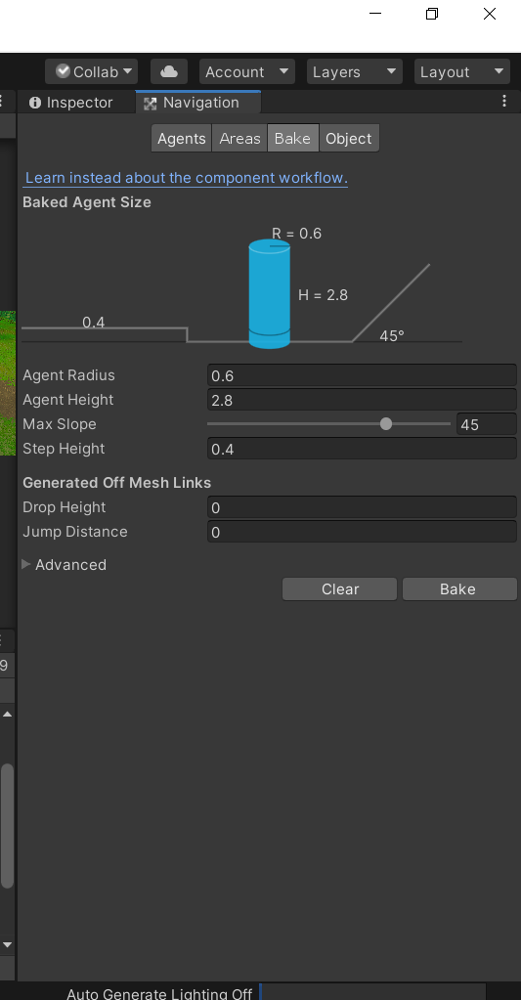 Collab Account Layers Layout
Inspector Navigation
Agents Areas Bake Object
Learn instead about the component workflow.
Baked Agent Size
R = 0.6
H = 2.8
0.4
45°
Agent Radius 0.6
Agent Height 2.8
Max Slope 45
Step Height 0.4
Generated Off Mesh Links
Drop Height 0
Jump Distance 0
Advanced
Clear Bake
9
Auto Generate Lighting Off